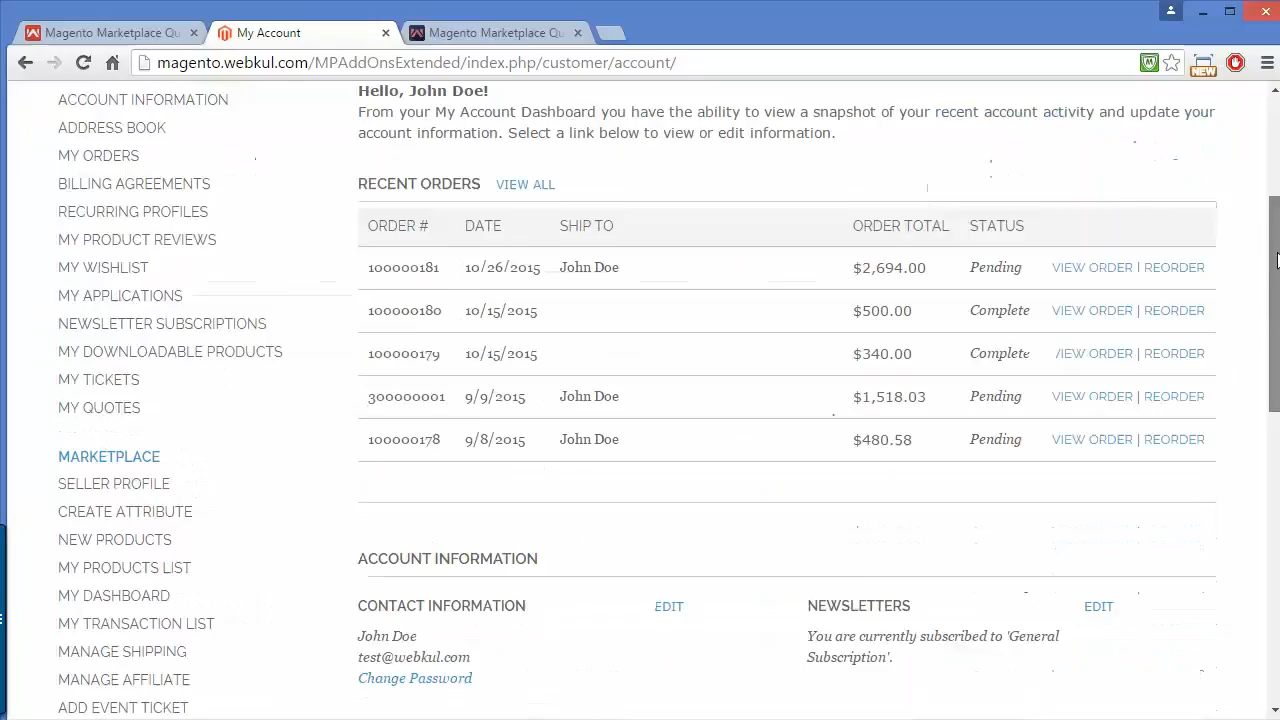 Magento Marketplace Qu
My Account
Magento Marketplace Qu
magento.webkul.com/MPAddOnsExtended/index.php/customer/account/
NEW
ACCOUNT INFORMATION
ADDRESS BOOK
MY ORDERS
BILLING AGREEMENTS
RECURRING PROFILES
MY PRODUCT REVIEWS
MY WISHLIST
MY APPLICATIONS
NEWSLETTER SUBSCRIPTIONS
MY DOWNLOADABLE PRODUCTS
MY TICKETS
MY QUOTES
MARKETPLACE
SELLER PROFILE
CREATE ATTRIBUTE
NEW PRODUCTS
MY PRODUCTS LIST
MY DASHBOARD
MY TRANSACTION LIST
MANAGE SHIPPING
MANAGE AFFILIATE
ADD EVENT TICKET
Hello, John Doe!
From your My Account Dashboard you have the ability to view a snapshot of your recent account activity and update your
account information. Select a link below to view or edit information.
RECENT ORDERS VIEW ALL
ORDER # DATE SHIP TO ORDER TOTAL STATUS
100000181 10/26/2015 John Doe $2,694.00 Pending VIEW ORDER | REORDER
100000180 10/15/2015 $500.00 Complete VIEW ORDER | REORDER
100000179 10/15/2015 $340.00 Complete VIEW ORDER | REORDER
300000001 9/9/2015 John Doe $1,518.03 Pending VIEW ORDER | REORDER
100000178 9/8/2015 John Doe $480.58 Pending VIEW ORDER | REORDER
ACCOUNT INFORMATION
CONTACT INFORMATION EDIT
John Doe
test@webkul.com
Change Password
NEWSLETTERS EDIT
You are currently subscribed to 'General
Subscription'.